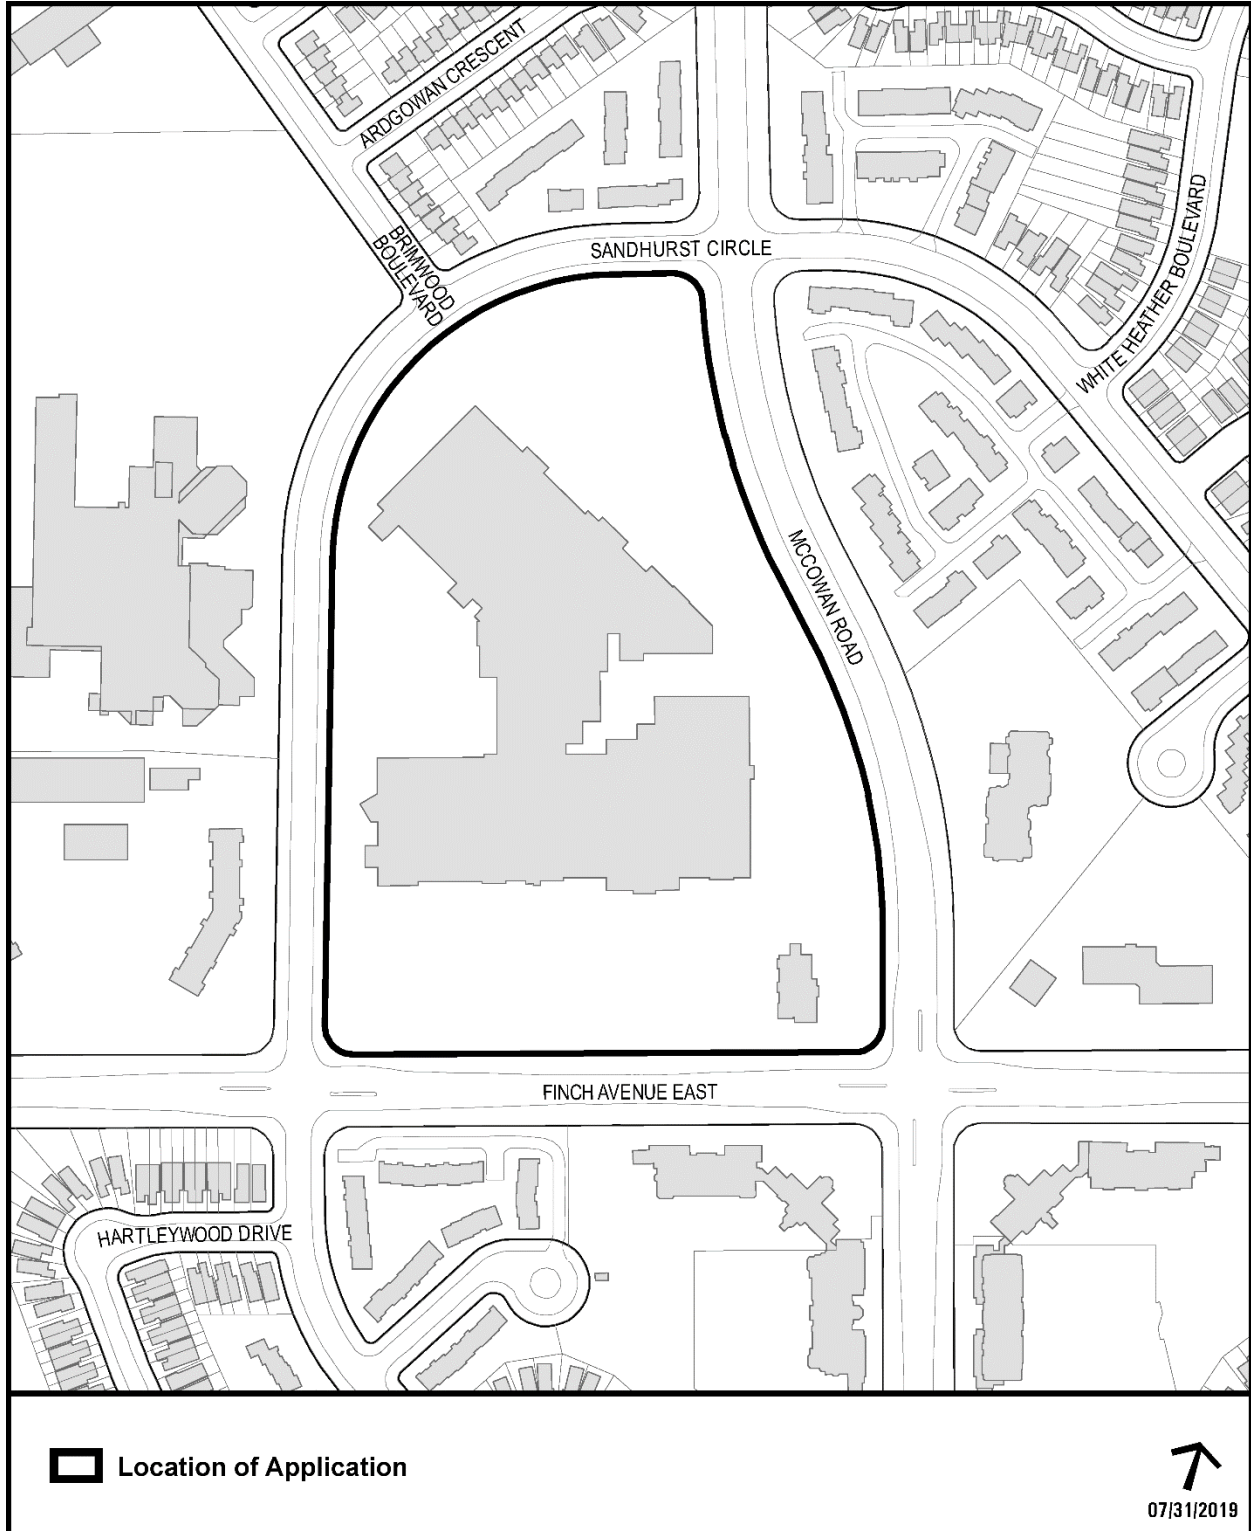 ARDGOWAN CRESCENT
BRIMWOOD
BOULEVARD
SANDHURST CIRCLE
WHITE HEATHER BOULEVARD
MCCOWAN ROAD
FINCH AVENUE EAST
HARTLEYWOOD DRIVE
Location of Application
07/31/2019